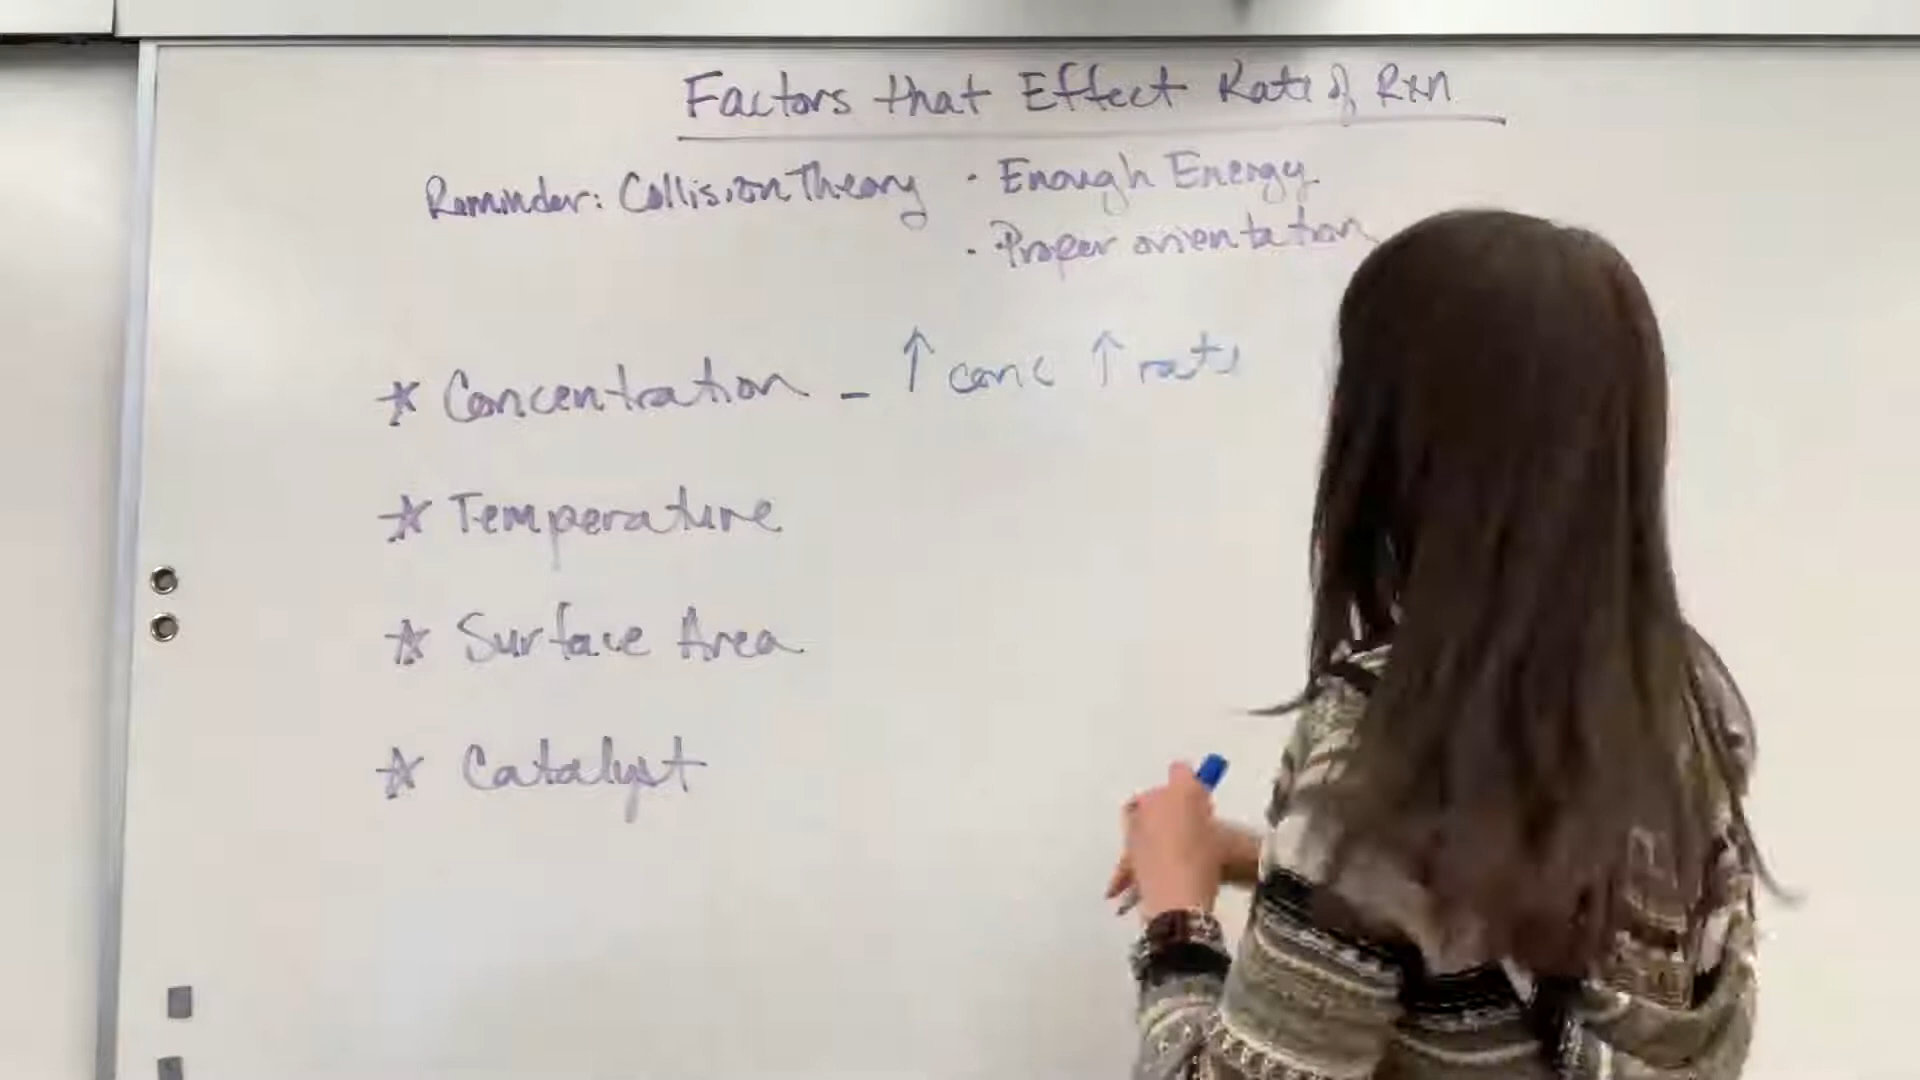 Factors that Effect Rate of Rxn
Reminder: Collision Theory · Enough Energy
· Proper orientation
☆ Concentration - ↑ conc ↑ rate
☆ Temperature
☆ Surface Area
☆ Catalyst